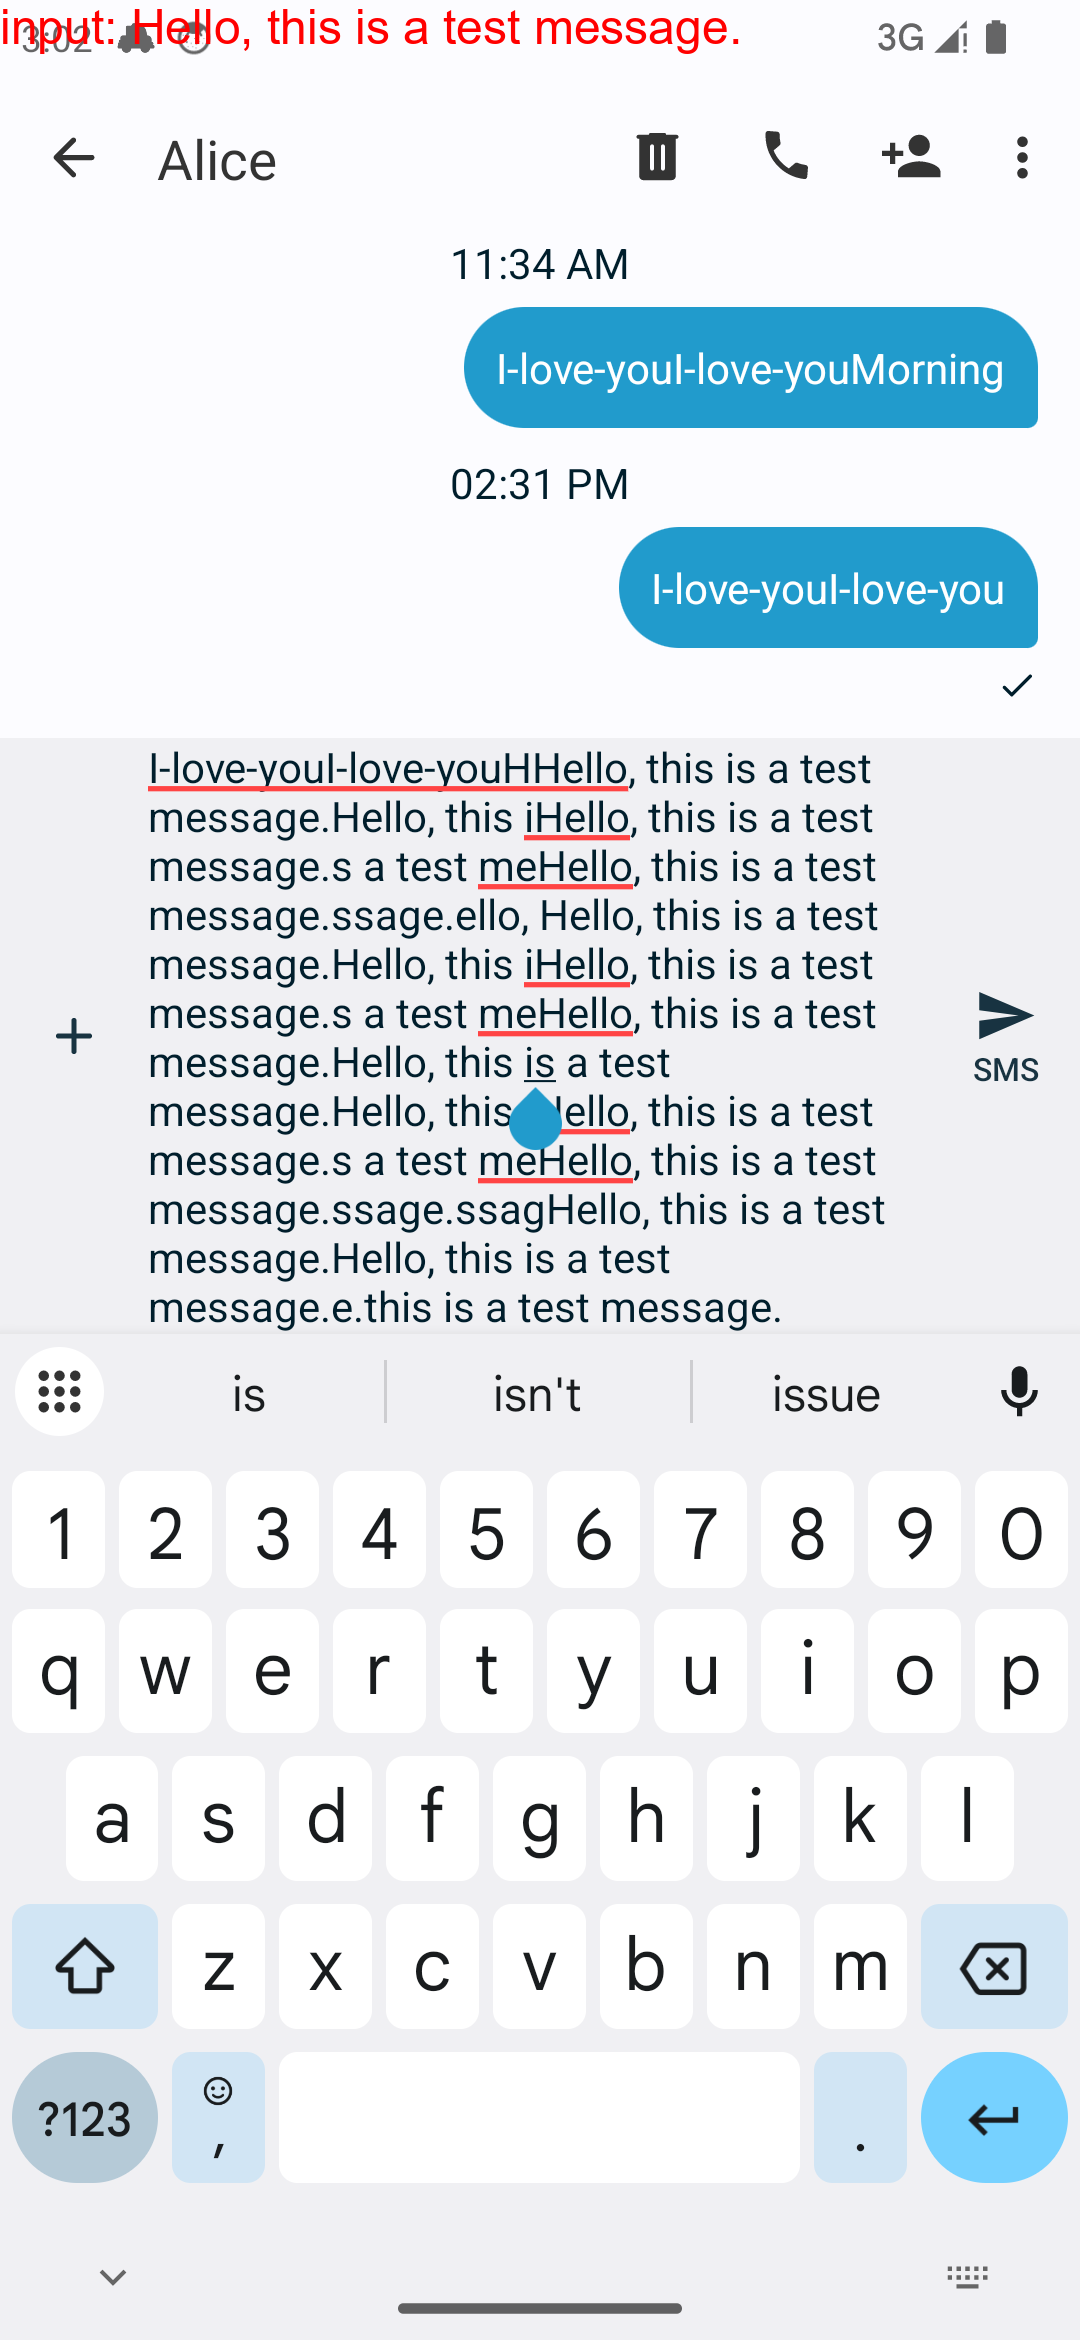 input: Hello, this is a test message.
3:02
3G
Alice
11:34 AM
I-love-youI-love-youMorning
02:31 PM
I-love-youI-love-you
I-love-youI-love-youHHello, this is a test
message.Hello, this iHello, this is a test
message.s a test meHello, this is a test
message.ssage.ello, Hello, this is a test
message.Hello, this iHello, this is a test
message.s a test meHello, this is a test
message.Hello, this is a test
message.Hello, this ello, this is a test
message.s a test meHello, this is a test
message.ssage.ssagHello, this is a test
message.Hello, this is a test
message.e.this is a test message.
SMS
is isn't issue
1 2 3 4 5 6 7 8 9 0
q w e r t y u i o p
a s d f g h j k l
z x c v b n m
?123 , .